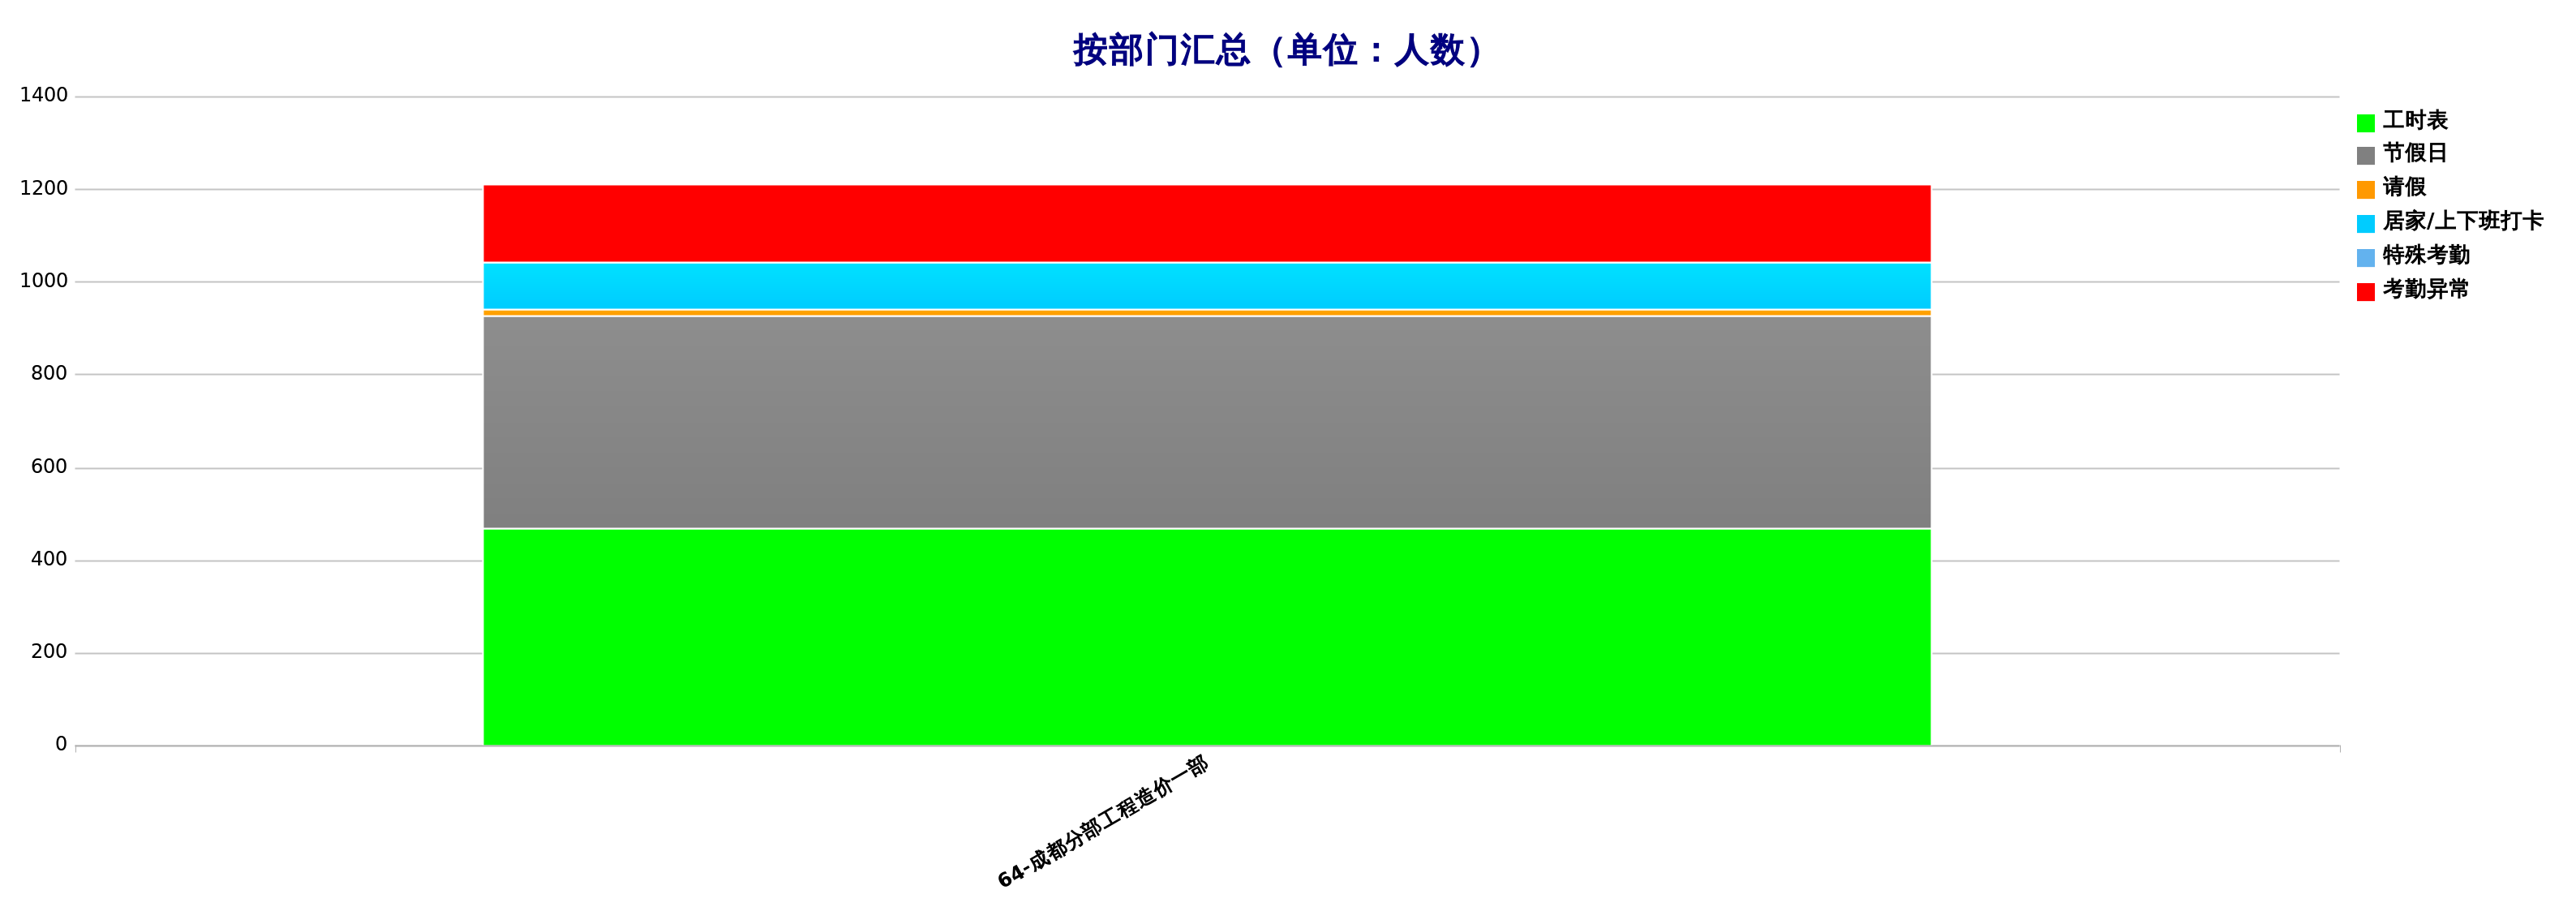 按部门汇总（单位：人数）
1400
1200
1000
800
600
400
200
0
64-成都分部工程造价一部
工时表
节假日
请假
居家/上下班打卡
特殊考勤
考勤异常